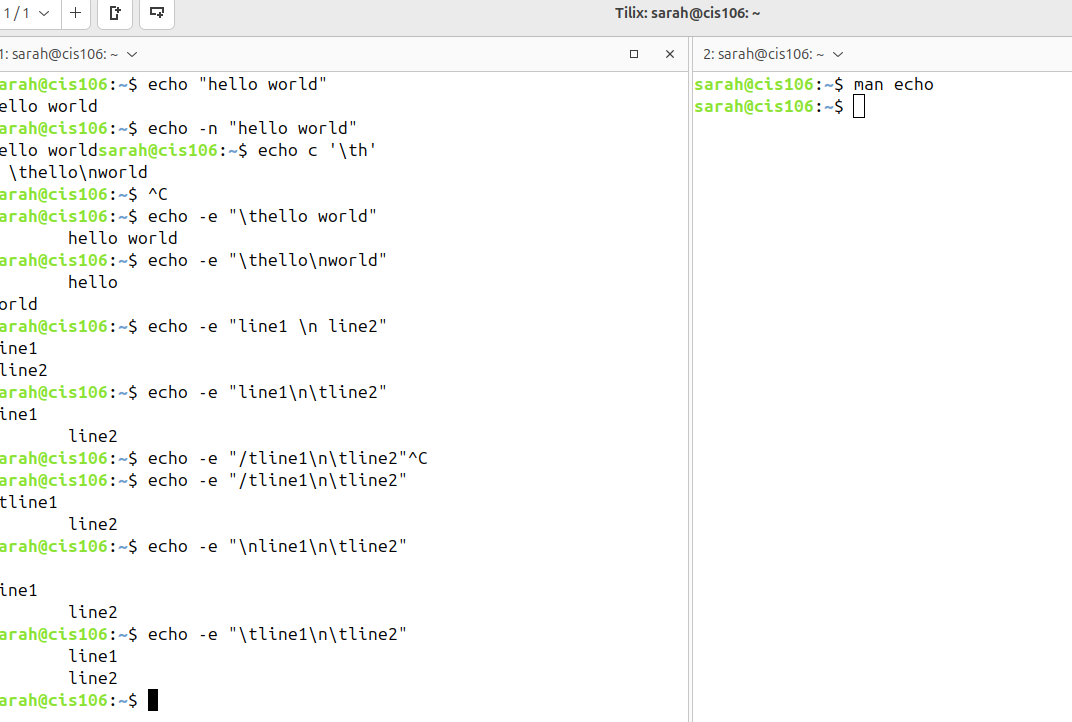 1 / 1
Tilix: sarah@cis106: ~
1: sarah@cis106: ~
arah@cis106:~$ echo "hello world"
ello world
arah@cis106:~$ echo -n "hello world"
ello worldsarah@cis106:~$ echo c '\th'
\thello\nworld
arah@cis106:~$ ^C
arah@cis106:~$ echo -e "\thello world"
hello world
arah@cis106:~$ echo -e "\thello\nworld"
hello
orld
arah@cis106:~$ echo -e "line1 \n line2"
ine1
line2
arah@cis106:~$ echo -e "line1\n\tline2"
ine1
line2
arah@cis106:~$ echo -e "/tline1\n\tline2"^C
arah@cis106:~$ echo -e "/tline1\n\tline2"
tline1
line2
arah@cis106:~$ echo -e "\nline1\n\tline2"
ine1
line2
arah@cis106:~$ echo -e "\tline1\n\tline2"
line1
line2
arah@cis106:~$
2: sarah@cis106: ~
sarah@cis106:~$ man echo
sarah@cis106:~$